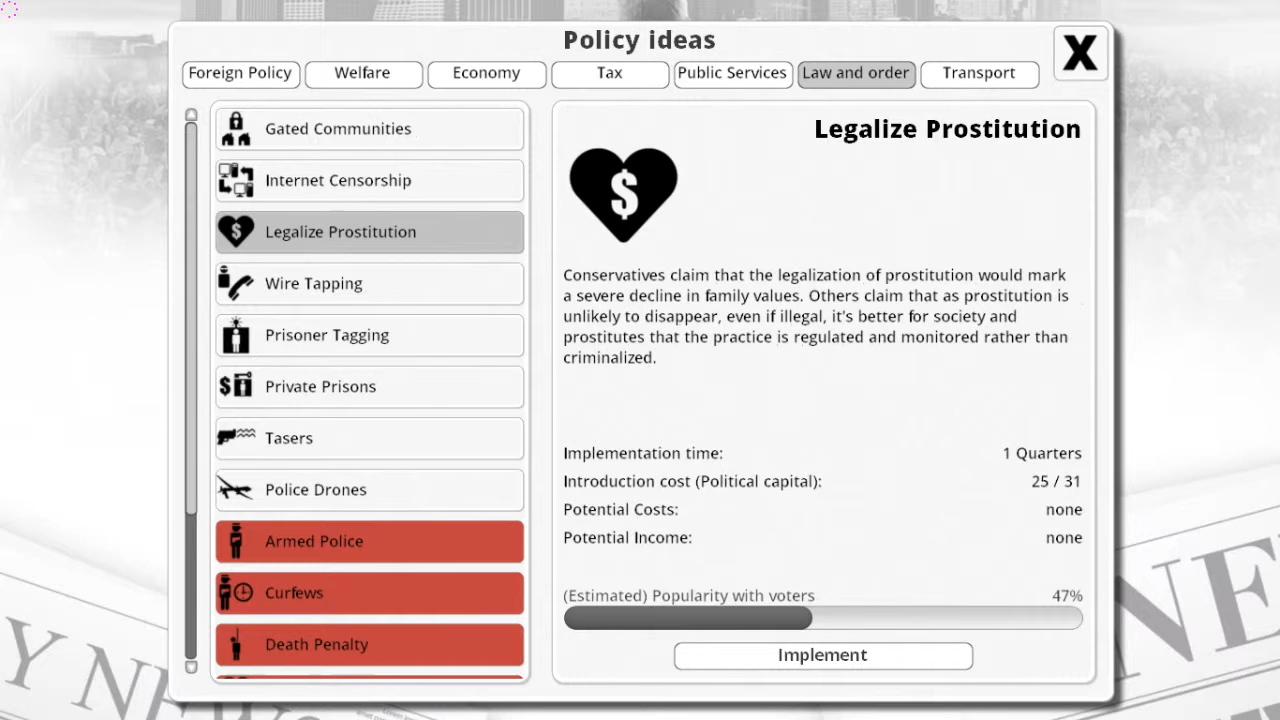 Policy ideas
X
Foreign Policy
Welfare
Economy
Tax
Public Services
Law and order
Transport
Gated Communities
Internet Censorship
Legalize Prostitution
Wire Tapping
Prisoner Tagging
Private Prisons
Tasers
Police Drones
Armed Police
Curfews
Death Penalty
Legalize Prostitution
$
Conservatives claim that the legalization of prostitution would mark
a severe decline in family values. Others claim that as prostitution is
unlikely to disappear, even if illegal, it's better for society and
prostitutes that the practice is regulated and monitored rather than
criminalized.
Implementation time: 1 Quarters
Introduction cost (Political capital): 25 / 31
Potential Costs: none
Potential Income: none
(Estimated) Popularity with voters 47%
Implement
Y NEW
NE